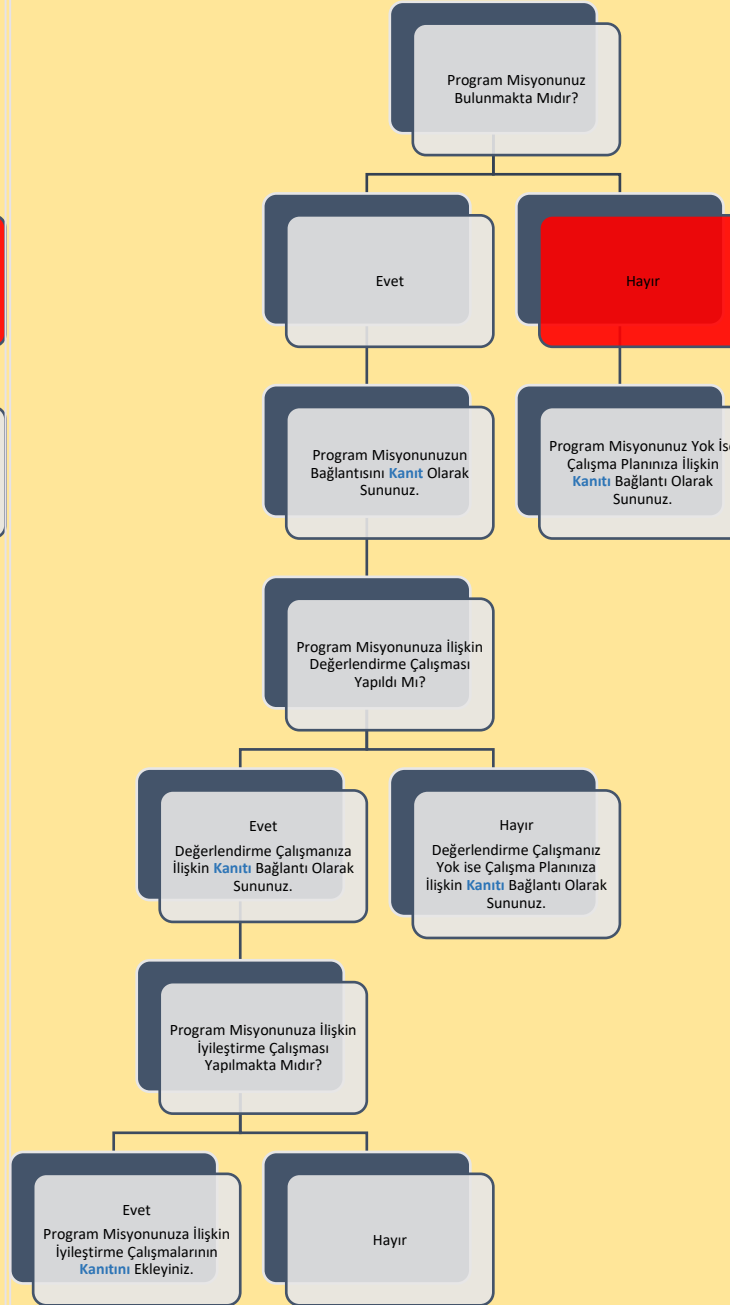 Program Misyonunuz
Bulunmakta Mıdır?
Evet
Hayır
Program Misyonunuzun
Bağlantısını Kanıt Olarak
Sununuz.
Program Misyonunuz Yok İse
Çalışma Planınıza İlişkin
Kanıtı Bağlantı Olarak
Sununuz.
Program Misyonunuza İlişkin
Değerlendirme Çalışması
Yapıldı Mı?
Evet
Değerlendirme Çalışmanıza
İlişkin Kanıtı Bağlantı Olarak
Sununuz.
Hayır
Değerlendirme Çalışmanız
Yok ise Çalışma Planınıza
İlişkin Kanıtı Bağlantı Olarak
Sununuz.
Program Misyonunuza İlişkin
İyileştirme Çalışması
Yapılmakta Mıdır?
Evet
Program Misyonunuza İlişkin
İyileştirme Çalışmalarının
Kanıtını Ekleyiniz.
Hayır